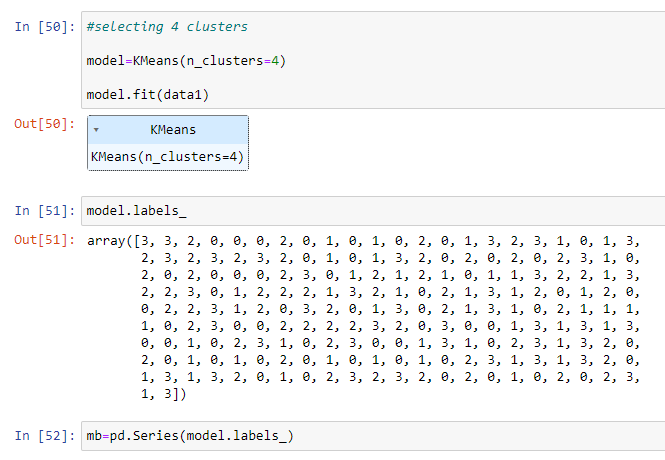 In [50]: #selecting 4 clusters
model=KMeans(n_clusters=4)
model.fit(data1)
Out[50]:
KMeans
KMeans(n_clusters=4)
In [51]: model.labels_
Out[51]: array([3, 3, 2, 0, 0, 0, 2, 0, 1, 0, 1, 0, 2, 0, 1, 3, 2, 3, 1, 0, 1, 3,
2, 3, 2, 3, 2, 3, 2, 0, 1, 0, 1, 3, 2, 0, 2, 0, 2, 0, 2, 3, 1, 0,
2, 0, 2, 0, 0, 0, 2, 3, 0, 1, 2, 1, 2, 1, 0, 1, 1, 3, 2, 2, 1, 3,
2, 2, 3, 0, 1, 2, 2, 2, 1, 3, 2, 1, 0, 2, 1, 3, 1, 2, 0, 1, 2, 0,
0, 2, 2, 3, 1, 2, 0, 3, 2, 0, 1, 3, 0, 2, 1, 3, 1, 0, 2, 1, 1, 1,
1, 0, 2, 3, 0, 0, 2, 2, 2, 2, 3, 2, 0, 3, 0, 0, 1, 3, 1, 3, 1, 3,
0, 0, 1, 0, 2, 3, 1, 0, 2, 3, 0, 0, 1, 3, 1, 0, 2, 3, 1, 3, 2, 0,
2, 0, 1, 0, 1, 0, 2, 0, 1, 0, 1, 0, 1, 0, 2, 3, 1, 3, 1, 3, 2, 0,
1, 3, 1, 3, 2, 0, 1, 0, 2, 3, 2, 3, 2, 0, 2, 0, 1, 0, 2, 0, 2, 3,
1, 3])
In [52]: mb=pd.Series(model.labels_)